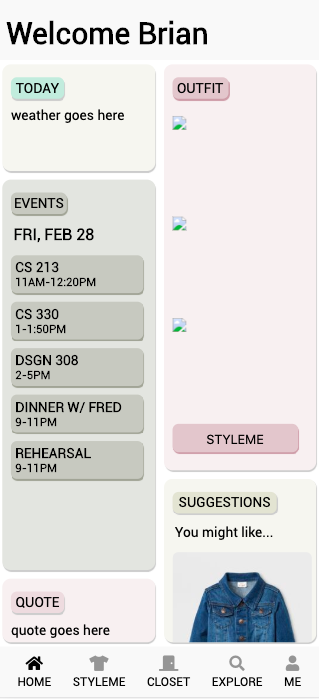 Welcome Brian
TODAY
weather goes here
EVENTS
FRI, FEB 28
CS 213
11AM-12:20PM
CS 330
1-1:50PM
DSGN 308
2-5PM
DINNER W/ FRED
9-11PM
REHEARSAL
9-11PM
QUOTE
quote goes here
OUTFIT
STYLEME
SUGGESTIONS
You might like...
HOME
STYLEME
CLOSET
EXPLORE
ME